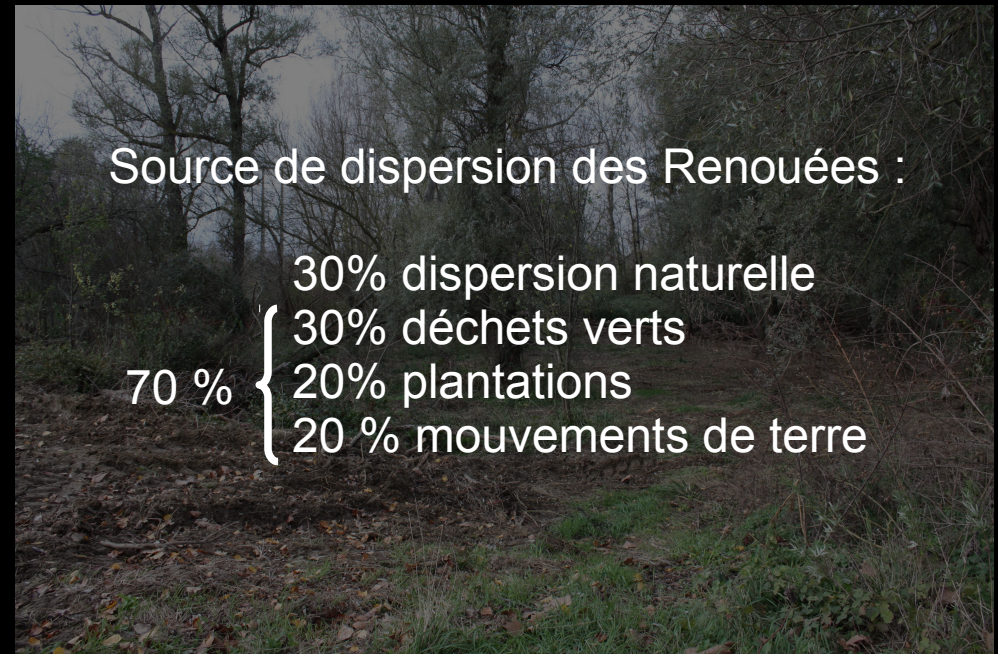 Source de dispersion des Renouées :
30% dispersion naturelle
30% déchets verts
70 %
20% plantations
20 % mouvements de terre